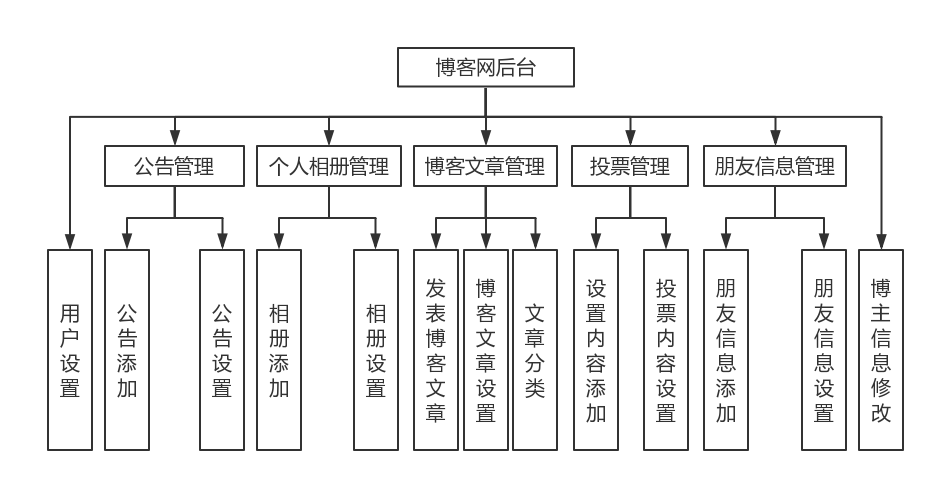 博客网后台
公告管理
个人相册管理
博客文章管理
投票管理
朋友信息管理
用户设置
公告添加
公告设置
相册添加
相册设置
发表博客文章
博客文章设置
文章分类
设置内容添加
投票内容设置
朋友信息添加
朋友信息设置
博主信息修改